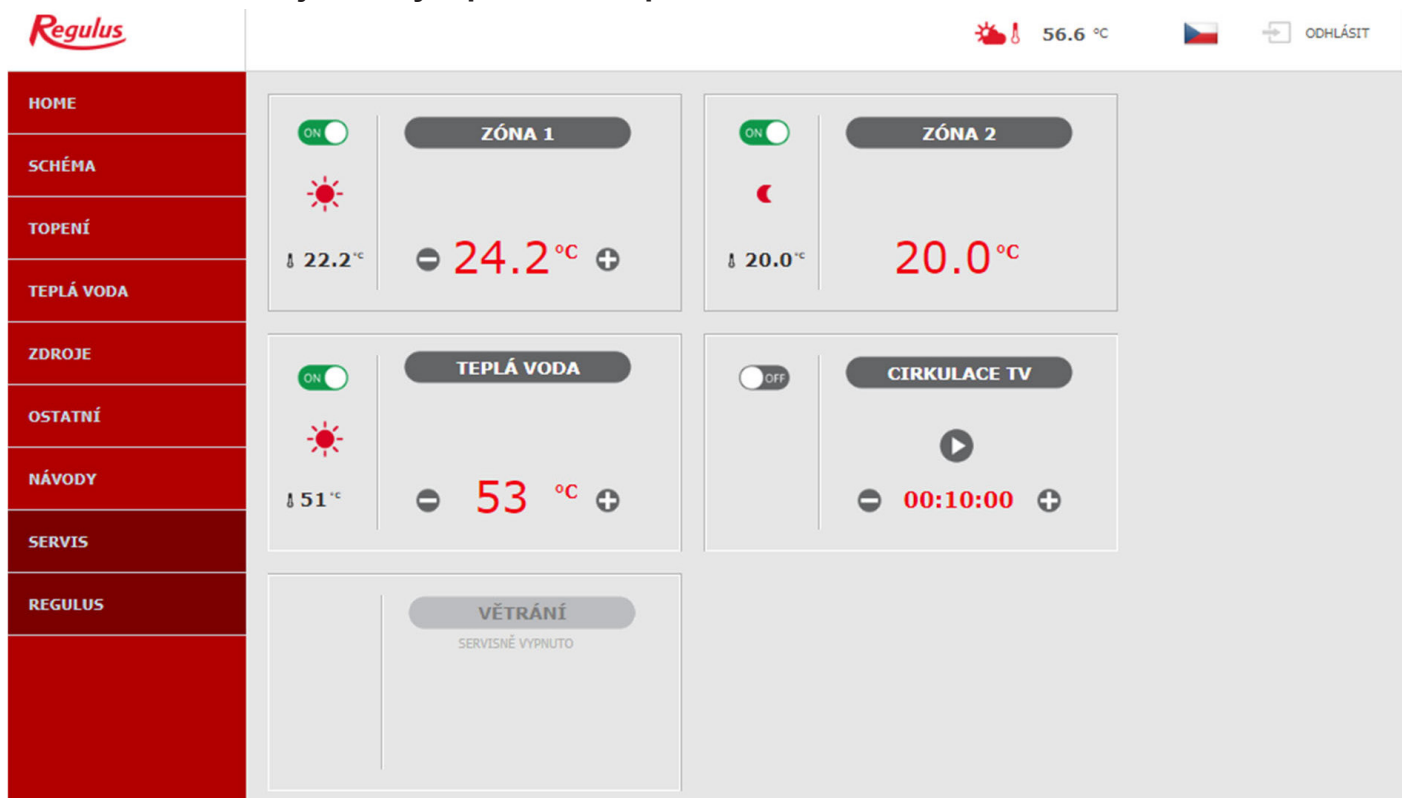 Regulus
56.6 °C
ODHLÁSIT
HOME
SCHÉMA
TOPENÍ
TEPLÁ VODA
ZDROJE
OSTATNÍ
NÁVODY
SERVIS
REGULUS
ON
ZÓNA 1
22.2 °C
24.2 °C
ON
ZÓNA 2
20.0 °C
20.0 °C
ON
TEPLÁ VODA
51 °C
53 °C
OFF
CIRKULACE TV
00:10:00
VĚTRÁNÍ
SERVISNĚ VYPNUTO